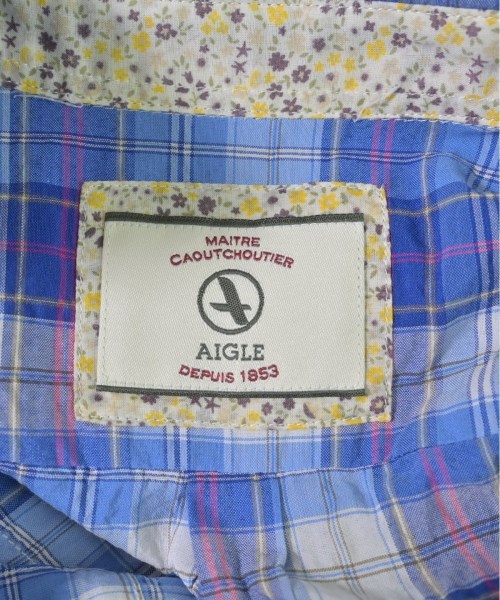 MAITRE
CAOUTCHOUTIER
AIGLE
DEPUIS 1853